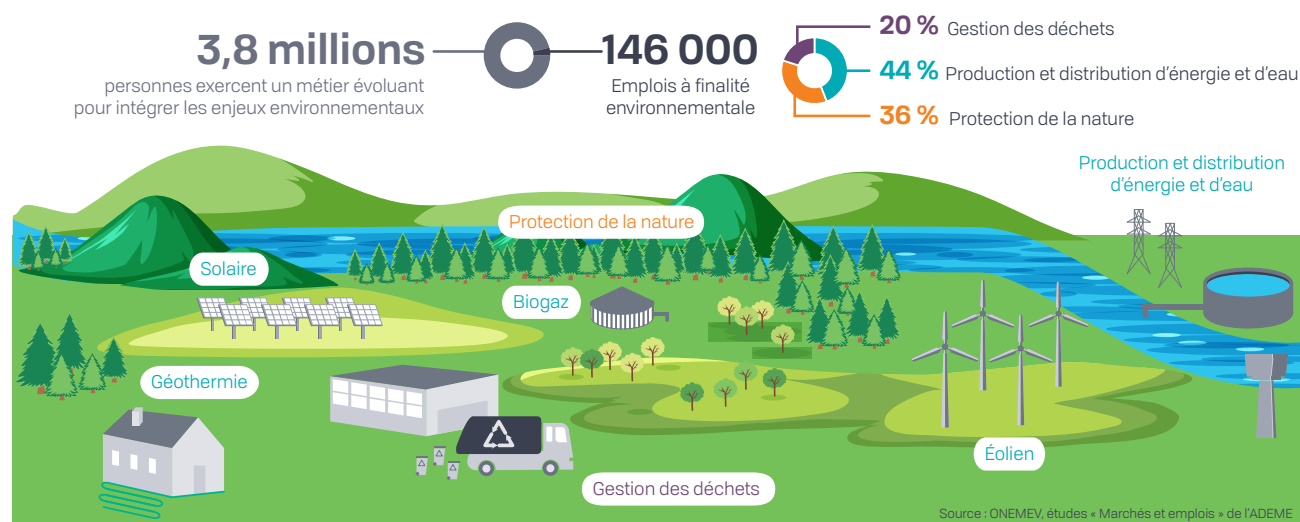 3,8 millions
personnes exercent un métier évoluant
pour intégrer les enjeux environnementaux
146 000
Emplois à finalité
environnementale
20 % Gestion des déchets
44 % Production et distribution d’énergie et d’eau
36 % Protection de la nature
Production et distribution
d’énergie et d’eau
Protection de la nature
Solaire
Biogaz
Géothermie
Éolien
Gestion des déchets
Source : ONEMEV, études « Marchés et emplois » de l’ADEME